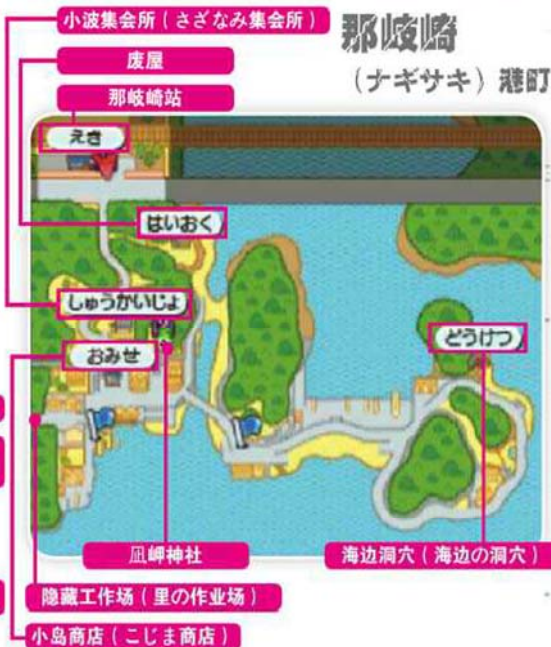 小波集会所（さざなみ集会所）
废屋
那岐崎站
那岐崎
（ナギサキ）港町
えき
はいおく
しゅうかいじょ
おみせ
どうけつ
凪岬神社
海边洞穴（海辺の洞穴）
隐藏工作场（里の作业场）
小岛商店（こじま商店）